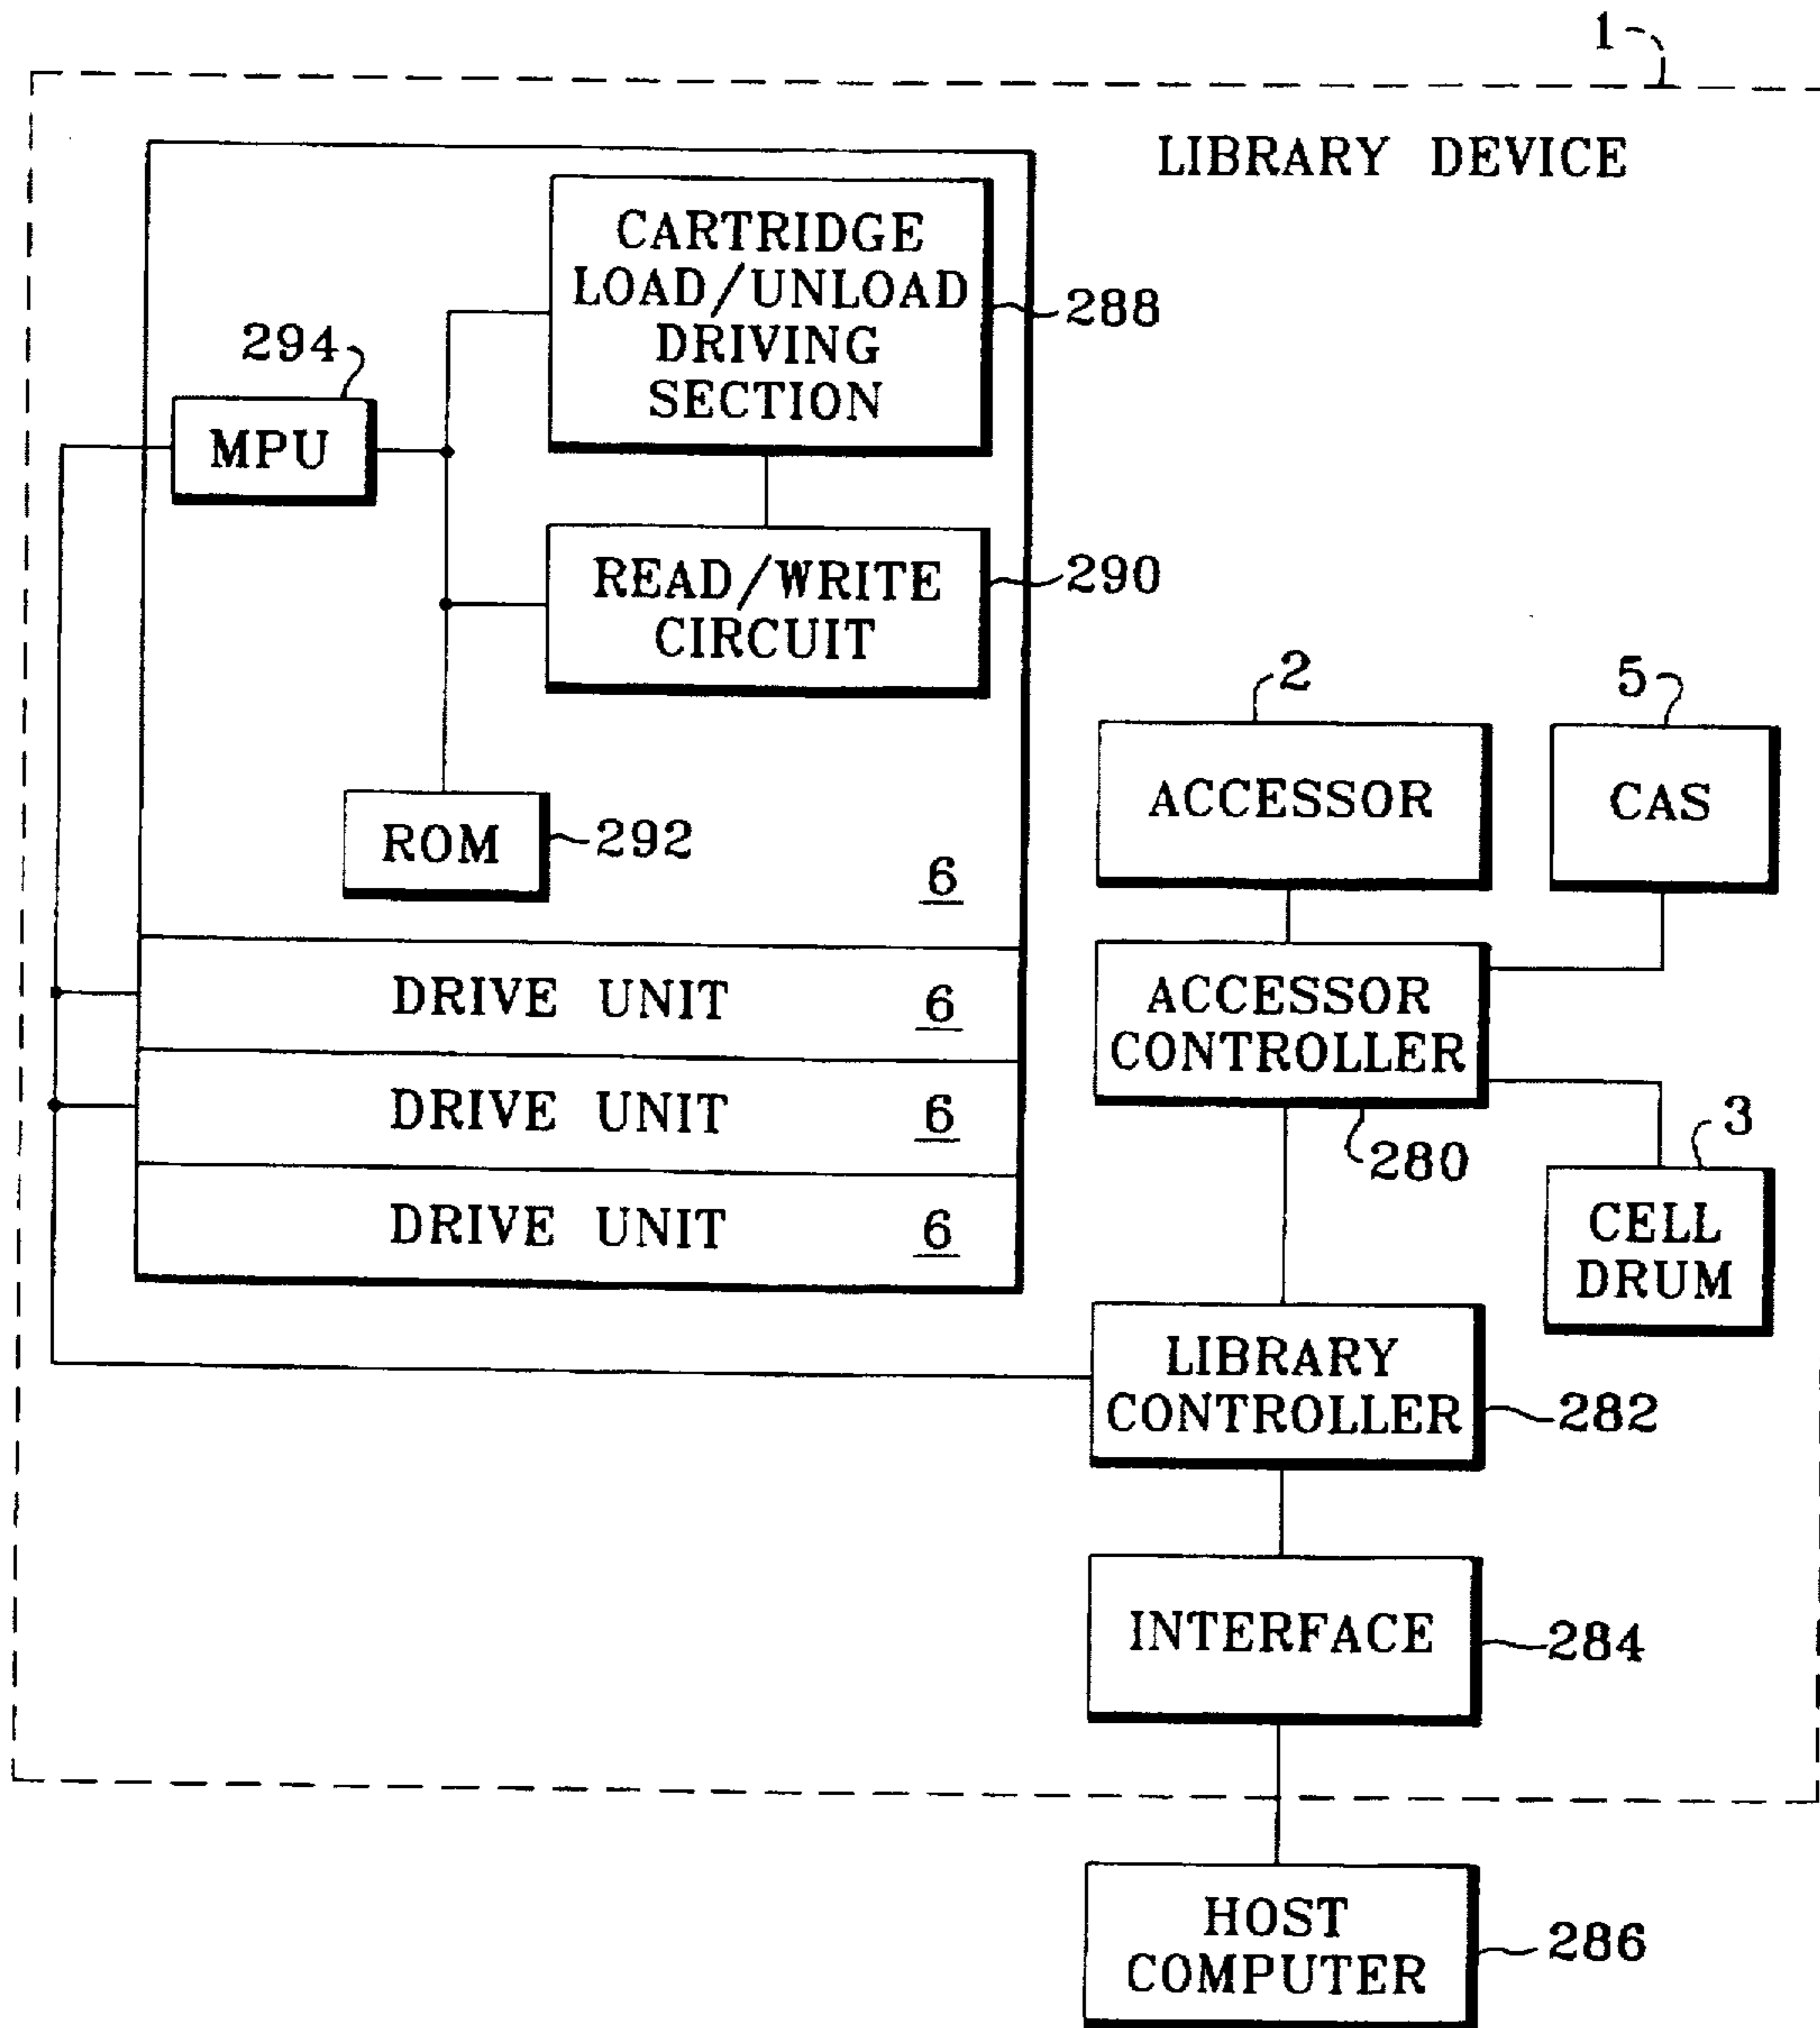 1
LIBRARY DEVICE
CARTRIDGE
LOAD/UNLOAD
DRIVING
SECTION
288
294
MPU
READ/WRITE
CIRCUIT
290
ROM
292
6
DRIVE UNIT 6
DRIVE UNIT 6
DRIVE UNIT 6
2
ACCESSOR
5
CAS
ACCESSOR
CONTROLLER
280
3
CELL
DRUM
LIBRARY
CONTROLLER
282
INTERFACE
284
HOST
COMPUTER
286